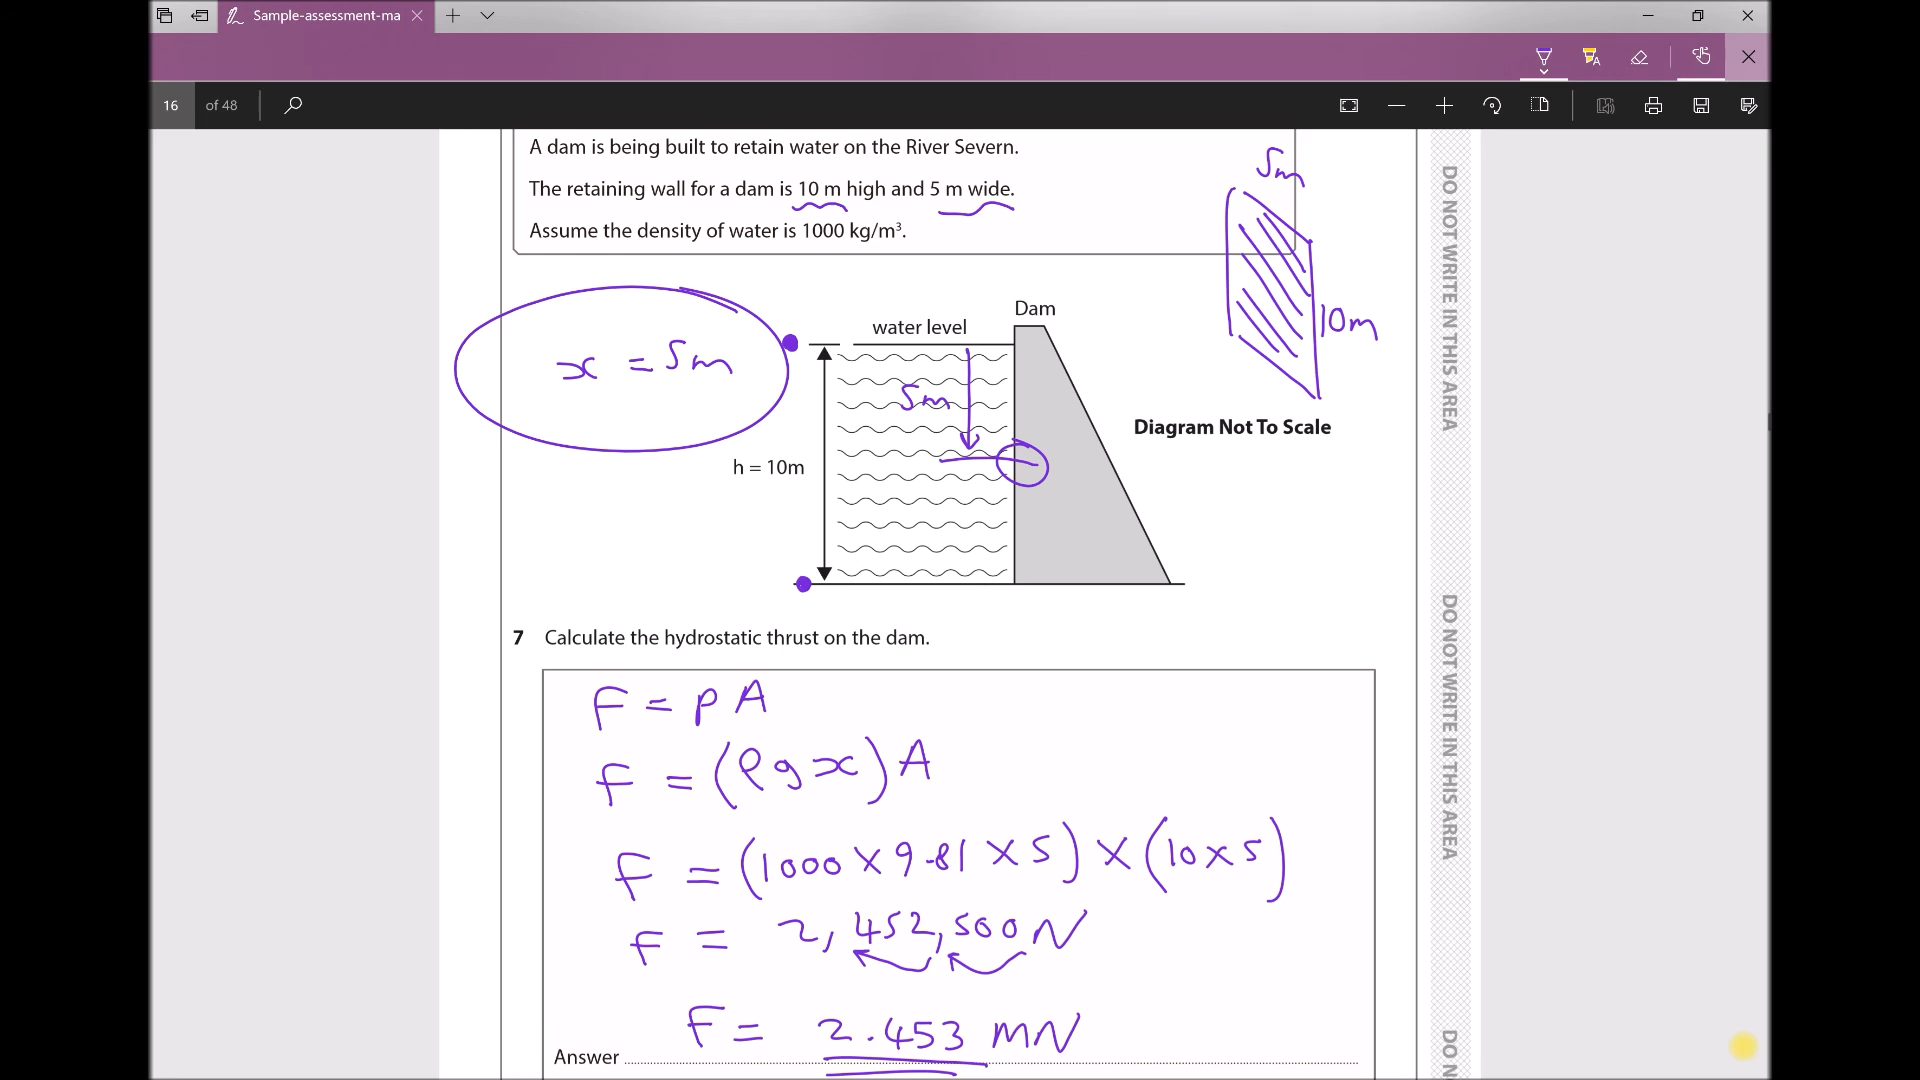 Sample-assessment-ma
16 of 48
A dam is being built to retain water on the River Severn.
The retaining wall for a dam is 10 m high and 5 m wide.
Assume the density of water is 1000 kg/m³.
5m
10m
Dam
water level
x = 5m
5m
Diagram Not To Scale
h = 10m
7 Calculate the hydrostatic thrust on the dam.
F = p A
F = (ρgx) A
F = (1000 × 9.81 × 5) × (10 × 5)
F = 2,452,500 N
F = 2.453 MN
Answer
DO NOT WRITE IN THIS AREA
DO NOT WRITE IN THIS AREA
DO N